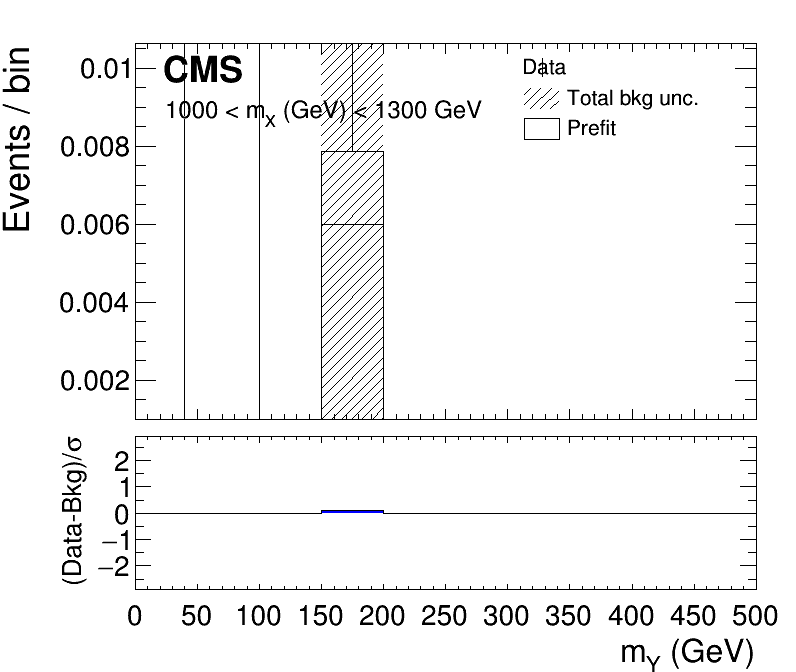 Events / bin
0.01
0.008
0.006
0.004
0.002
CMS
1000 < mX (GeV) < 1300 GeV
Data
Total bkg unc.
Prefit
(Data-Bkg)/σ
2
1
0
−1
−2
0 50 100 150 200 250 300 350 400 450 500
mY (GeV)